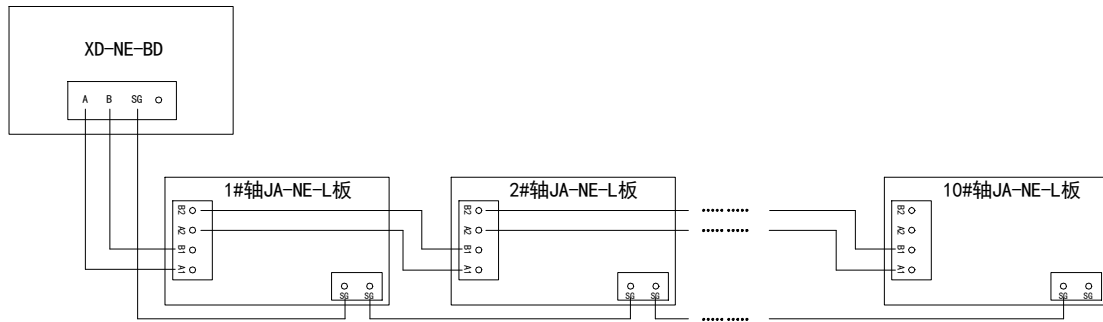 XD-NE-BD
A B SG
1#轴JA-NE-L板
B2
A2
B1
A1
SG SG
2#轴JA-NE-L板
B2
A2
B1
A1
SG SG
10#轴JA-NE-L板
B2
A2
B1
A1
SG SG